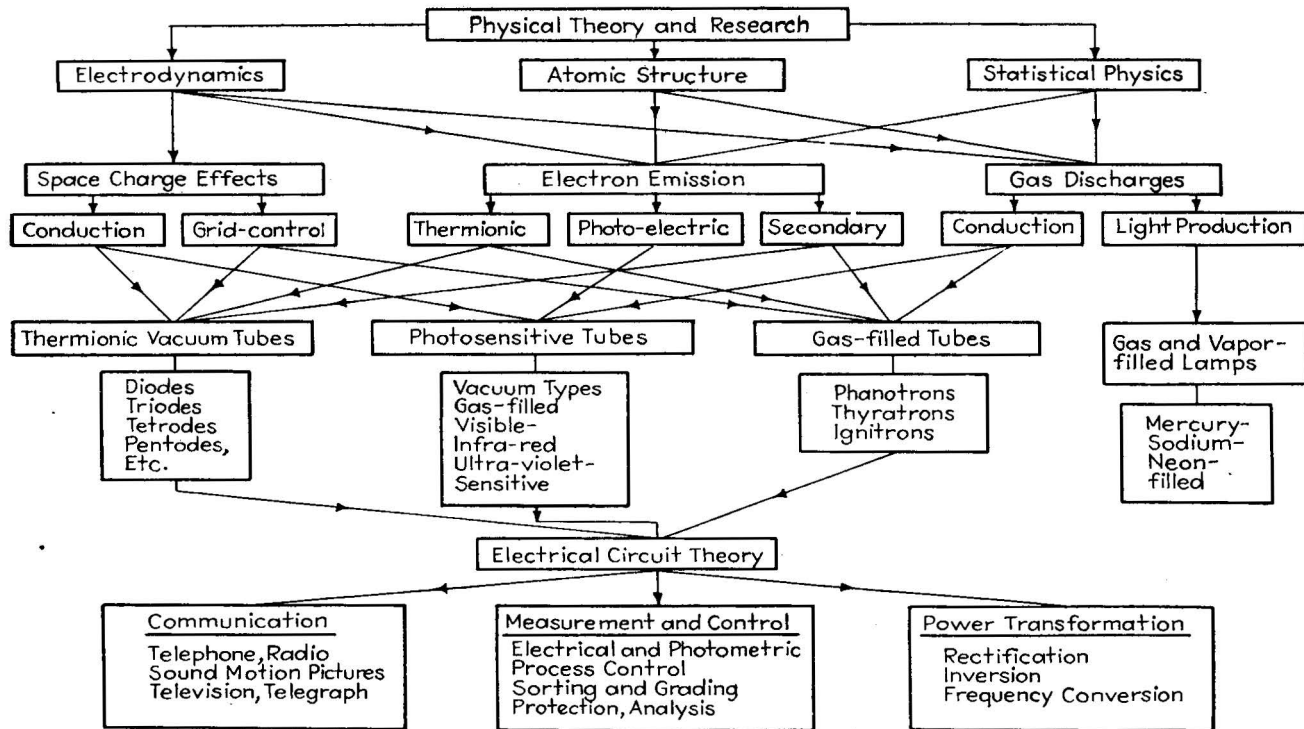 Physical Theory and Research
Electrodynamics
Atomic Structure
Statistical Physics
Space Charge Effects
Electron Emission
Gas Discharges
Conduction
Grid-control
Thermionic
Photo-electric
Secondary
Conduction
Light Production
Thermionic Vacuum Tubes
Photosensitive Tubes
Gas-filled Tubes
Gas and Vapor-
filled Lamps
Diodes
Triodes
Tetrodes
Pentodes,
Etc.
Vacuum Types
Gas-filled
Visible-
Infra-red
Ultra-violet-
Sensitive
Phanotrons
Thyratrons
Ignitrons
Mercury-
Sodium-
Neon-
filled
Electrical Circuit Theory
Communication
Telephone, Radio
Sound Motion Pictures
Television, Telegraph
Measurement and Control
Electrical and Photometric
Process Control
Sorting and Grading
Protection, Analysis
Power Transformation
Rectification
Inversion
Frequency Conversion